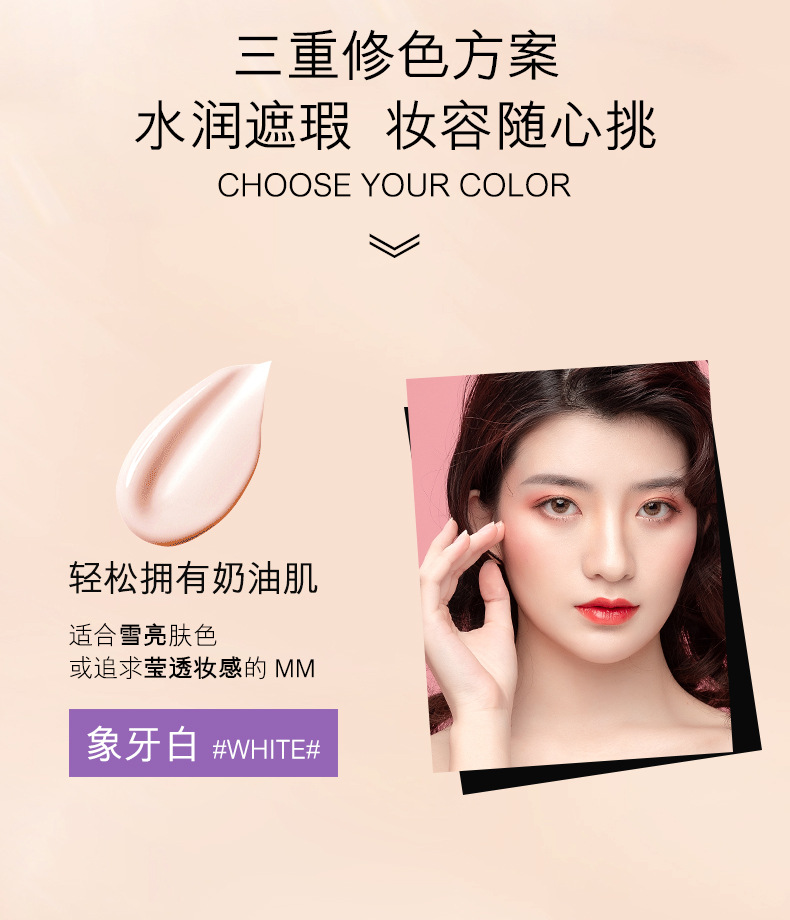 三重修色方案
水润遮瑕 妆容随心挑
CHOOSE YOUR COLOR
轻松拥有奶油肌
适合雪亮肤色
或追求莹透妆感的 MM
象牙白 #WHITE#